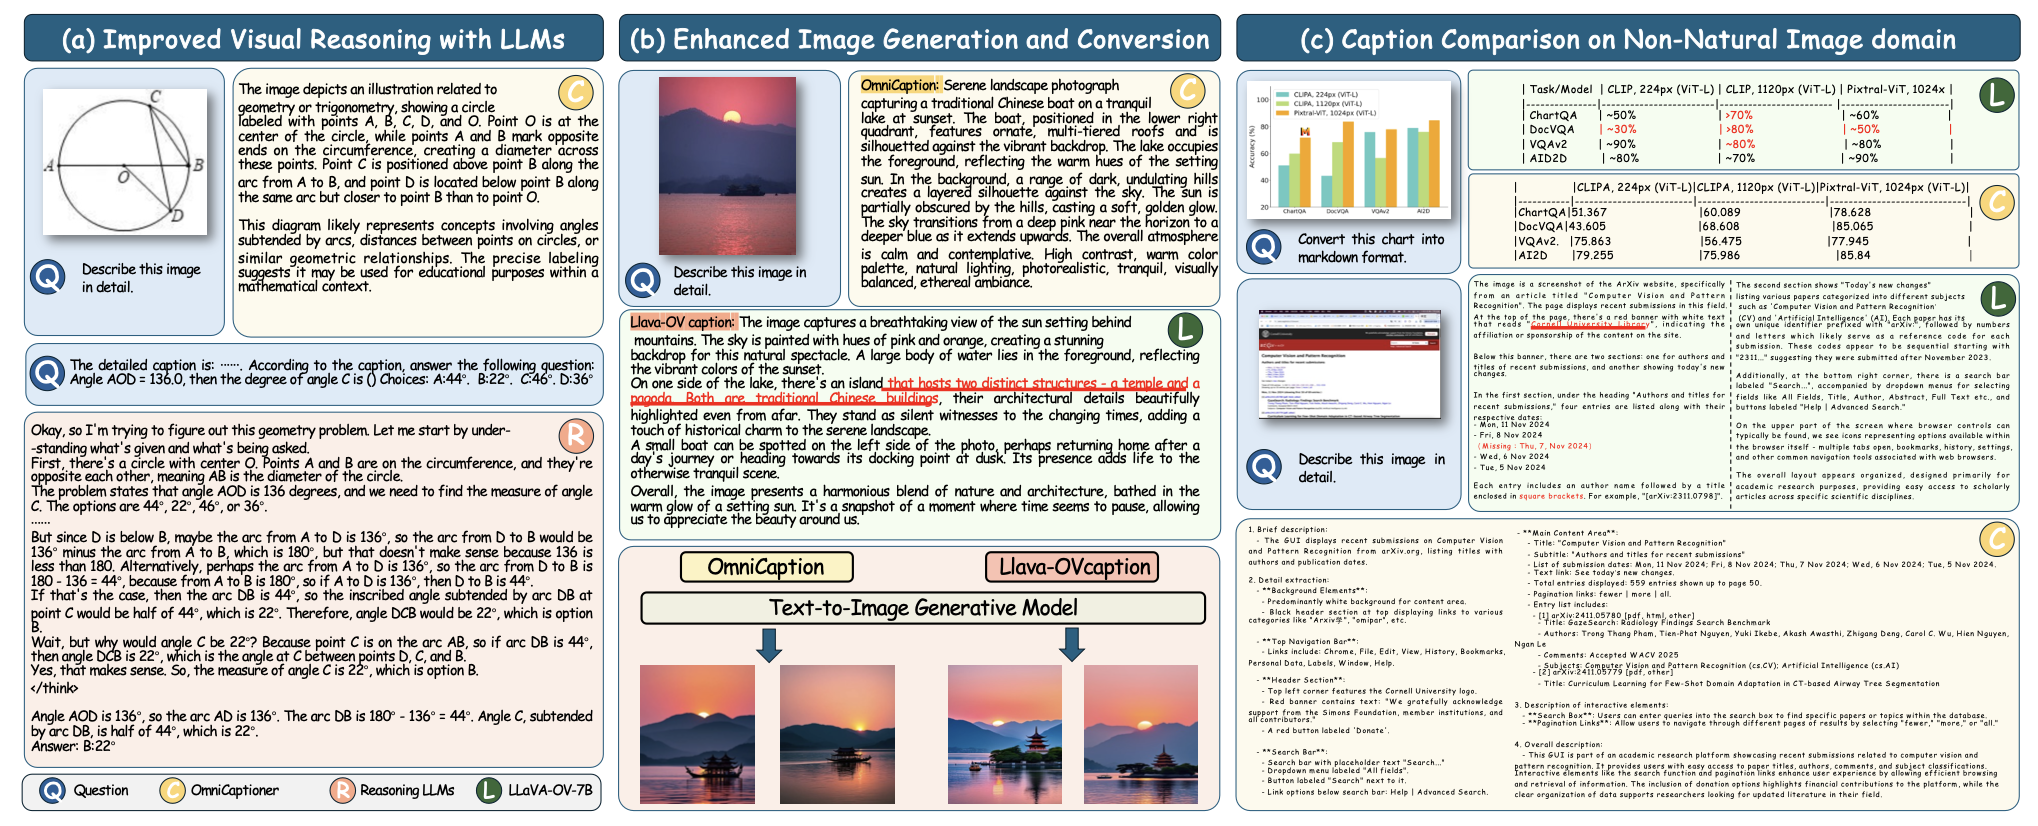 (a) Improved Visual Reasoning with LLMs
C
A
B
O
D
Q
Describe this image
in detail.
C
The image depicts an illustration related to
geometry or trigonometry, showing a circle
labeled with points A, B, C, D, and O. Point O is at the
center of the circle, while points A and B mark opposite
ends on the circumference, creating a diameter across
these points. Point C is positioned above point B along the
arc from A to B, and point D is located below point B along
the same arc but closer to point B than to point O.
This diagram likely represents concepts involving angles
subtended by arcs, distances between points on circles, or
similar geometric relationships. The precise labeling
suggests it may be used for educational purposes within a
mathematical context.
Q
The detailed caption is: ...... According to the caption, answer the following question:
Angle AOD = 136.0, then the degree of angle C is () Choices: A:44° B:22° C:46° D:36°
R
Okay, so I'm trying to figure out this geometry problem. Let me start by under-
-standing what's given and what's being asked.
First, there's a circle with center O. Points A and B are on the circumference, and they're
opposite each other, meaning AB is the diameter of the circle.
The problem states that angle AOD is 136 degrees, and we need to find the measure of angle
C. The options are 44°, 22°, 46°, or 36°.
......
But since D is below B, maybe the arc from A to D is 136°, so the arc from D to B would be
136° minus the arc from A to B, which is 180°, but that doesn't make sense because 136 is
less than 180. Alternatively, perhaps the arc from A to D is 136°, so the arc from D to B is
180 - 136 = 44°, because from A to B is 180°, so if A to D is 136°, then D to B is 44°.
If that's the case, then the arc DB is 44°, so the inscribed angle subtended by arc DB at
point C would be half of 44°, which is 22°. Therefore, angle DCB would be 22°, which is option
B.
Wait, but why would angle C be 22°? Because point C is on the arc AB, so if arc DB is 44°,
then angle DCB is 22°, which is the angle at C between points D, C, and B.
Yes, that makes sense. So, the measure of angle C is 22°, which is option B.
</think>
Angle AOD is 136°, so the arc AD is 136°. The arc DB is 180° - 136° = 44°. Angle C, subtended
by arc DB, is half of 44°, which is 22°.
Answer: B:22°
Q Question C OmniCaptioner R Reasoning LLMs L LLaVA-OV-7B
(b) Enhanced Image Generation and Conversion
Q
Describe this image in
detail.
C
OmniCaption: Serene landscape photograph
capturing a traditional Chinese boat on a tranquil
lake at sunset. The boat, positioned in the lower right
quadrant, features ornate, multi-tiered roofs and is
silhouetted against the vibrant backdrop. The lake occupies
the foreground, reflecting the warm hues of the setting
sun. In the background, a range of dark, undulating hills
creates a layered silhouette against the sky. The sun is
partially obscured by the hills, casting a soft, golden glow.
The sky transitions from a deep pink near the horizon to a
deeper blue as it extends upwards. The overall atmosphere
is calm and contemplative. High contrast, warm color
palette, natural lighting, photorealistic, tranquil, visually
balanced, ethereal ambiance.
L
Llava-OV caption: The image captures a breathtaking view of the sun setting behind
mountains. The sky is painted with hues of pink and orange, creating a stunning
backdrop for this natural spectacle. A large body of water lies in the foreground, reflecting
the vibrant colors of the sunset.
On one side of the lake, there's an island that hosts two distinct structures - a temple and a
pagoda. Both are traditional Chinese buildings, their architectural details beautifully
highlighted even from afar. They stand as silent witnesses to the changing times, adding a
touch of historical charm to the serene landscape.
A small boat can be spotted on the left side of the photo, perhaps returning home after a
day's journey or heading towards its docking point at dusk. Its presence adds life to the
otherwise tranquil scene.
Overall, the image presents a harmonious blend of nature and architecture, bathed in the
warm glow of a setting sun. It's a snapshot of a moment where time seems to pause, allowing
us to appreciate the beauty around us.
OmniCaption
Llava-OVcaption
Text-to-Image Generative Model
(c) Caption Comparison on Non-Natural Image domain
CLIPA, 224px (ViT-L)
CLIPA, 1120px (ViT-L)
Pixtral-ViT, 1024px (ViT-L)
Accuracy (%)
100
80
60
40
20
ChartQA DocVQA VQAv2 AI2D
Q
Convert this chart into
markdown format.
L
| Task/Model | CLIP, 224px (ViT-L) | CLIP, 1120px (ViT-L) | Pixtral-ViT, 1024x |
|--------------|--------------------|----------------------|--------------------|
| ChartQA | ~50% | >70% | ~60% |
| DocVQA | ~30% | >80% | ~50% |
| VQAv2 | ~90% | ~80% | ~80% |
| AID2D | ~80% | ~70% | ~90% |
C
| |CLIPA, 224px (ViT-L)|CLIPA, 1120px (ViT-L)|Pixtral-ViT, 1024px (ViT-L)|
|----------|--------------------|---------------------|---------------------------|
|ChartQA|51.367 |60.089 |78.628 |
|DocVQA|43.605 |68.608 |85.065 |
|VQAv2. |75.863 |56.475 |77.945 |
|AI2D |79.255 |75.986 |85.84 |
Computer Vision and Pattern Recognition
Q
Describe this image in
detail.
L
The image is a screenshot of the ArXiv website, specifically
from an article titled "Computer Vision and Pattern
Recognition". The page displays recent submissions in this field.
At the top of the page, there's a red banner with white text
that reads "Cornell University Library", indicating the
affiliation or sponsorship of the content on the site.
Below this banner, there are two sections: one for authors and
titles of recent submissions, and another showing today's new
changes.
In the first section, under the heading "Authors and titles for
recent submissions," four entries are listed along with their
respective dates:
- Mon, 11 Nov 2024
- Fri, 8 Nov 2024
(Missing : Thu, 7, Nov 2024)
- Wed, 6 Nov 2024
- Tue, 5 Nov 2024
Each entry includes an author name followed by a title
enclosed in square brackets. For example, "[arXiv:2311.0798]".
The second section shows "Today's new changes"
listing various papers categorized into different subjects
such as 'Computer Vision and Pattern Recognition'
(CV) and 'Artificial Intelligence' (AI). Each paper has its
own unique identifier prefixed with "arXiv:", followed by numbers
and letters which likely serve as a reference code for each
submission. These codes appear to be sequential starting with
"2311..." suggesting they were submitted after November 2023.
Additionally, at the bottom right corner, there is a search bar
labeled "Search...", accompanied by dropdown menus for selecting
fields like All Fields, Title, Author, Abstract, Full Text etc., and
buttons labeled "Help | Advanced Search."
On the upper part of the screen where browser controls can
typically be found, we see icons representing options available within
the browser itself - multiple tabs open, bookmarks, history, settings,
and other common navigation tools associated with web browsers.
The overall layout appears organized, designed primarily for
academic research purposes, providing easy access to scholarly
articles across specific scientific disciplines.
C
1. Brief description:
- The GUI displays recent submissions on Computer Vision
and Pattern Recognition from arXiv.org, listing titles with
authors and publication dates.
2. Detail extraction:
- **Background Elements**:
- Predominantly white background for content area.
- Black header section at top displaying links to various
categories like "Arxiv学", "omipar", etc.
- **Top Navigation Bar**:
- Links include: Chrome, File, Edit, View, History, Bookmarks,
Personal Data, Labels, Window, Help.
- **Header Section**:
- Top left corner features the Cornell University logo.
- Red banner contains text: "We gratefully acknowledge
support from the Simons Foundation, member institutions, and
all contributors."
- A red button labeled 'Donate'.
- **Search Bar**:
- Search bar with placeholder text "Search..."
- Dropdown menu labeled "All fields".
- Button labeled "Search" next to it.
- Link options below search bar: Help | Advanced Search.
- **Main Content Area**:
- Title: "Computer Vision and Pattern Recognition"
- Subtitle: "Authors and titles for recent submissions"
- List of submission dates: Mon, 11 Nov 2024; Fri, 8 Nov 2024; Thu, 7 Nov 2024; Wed, 6 Nov 2024; Tue, 5 Nov 2024.
- Text link: See today's new changes.
- Total entries displayed: 559 entries shown up to page 50.
- Pagination links: fewer | more | all.
- Entry list includes:
- [1] arXiv:2411.05780 [pdf, html, other]
- Title: GazeSearch: Radiology Findings Search Benchmark
- Authors: Trong Thang Pham, Tien-Phat Nguyen, Yuki Ikebe, Akash Awasthi, Zhigang Deng, Carol C. Wu, Hien Nguyen,
Ngan Le
- Comments: Accepted WACV 2025
- Subjects: Computer Vision and Pattern Recognition (cs.CV); Artificial Intelligence (cs.AI)
- [2] arXiv:2411.05779 [pdf, other]
- Title: Curriculum Learning for Few-Shot Domain Adaptation in CT-based Airway Tree Segmentation
3. Description of interactive elements:
- **Search Box**: Users can enter queries into the search box to find specific papers or topics within the database.
- **Pagination Links**: Allow users to navigate through different pages of results by selecting "fewer," "more," or "all."
4. Overall description:
- This GUI is part of an academic research platform showcasing recent submissions related to computer vision and
pattern recognition. It provides users with easy access to paper titles, authors, comments, and subject classifications.
Interactive elements like the search function and pagination links enhance user experience by allowing efficient browsing
and retrieval of information. The inclusion of donation options highlights financial contributions to the platform, while the
clear organization of data supports researchers looking for updated literature in their field.